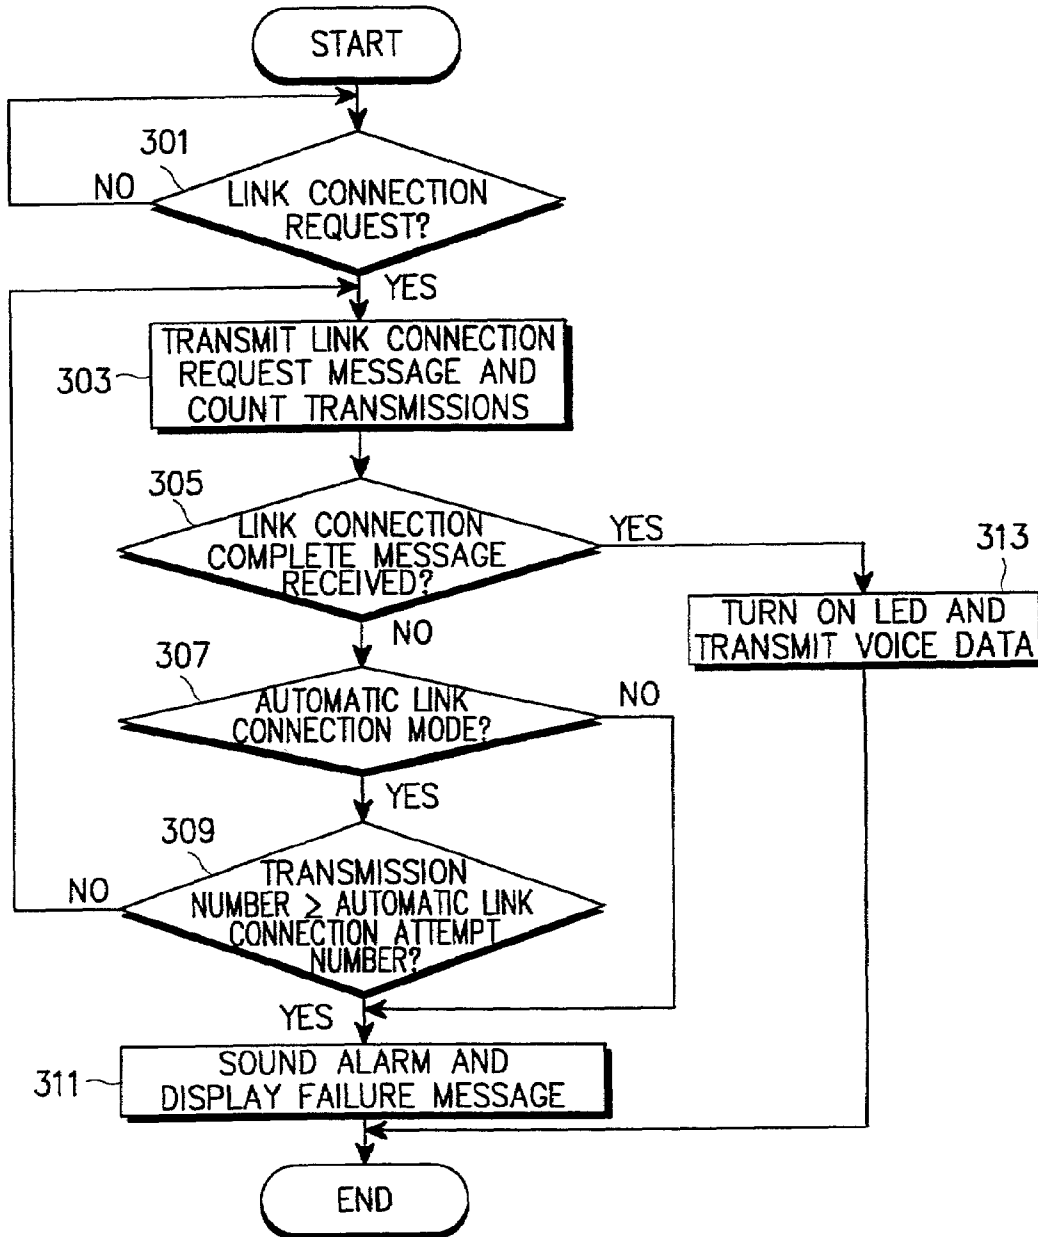 START
301
NO
LINK CONNECTION
REQUEST?
YES
TRANSMIT LINK CONNECTION
REQUEST MESSAGE AND
COUNT TRANSMISSIONS
303
305
LINK CONNECTION
COMPLETE MESSAGE
RECEIVED?
YES
313
TURN ON LED AND
TRANSMIT VOICE DATA
NO
307
AUTOMATIC LINK
CONNECTION MODE?
NO
YES
309
TRANSMISSION
NUMBER ≥ AUTOMATIC LINK
CONNECTION ATTEMPT
NUMBER?
NO
YES
311
SOUND ALARM AND
DISPLAY FAILURE MESSAGE
END